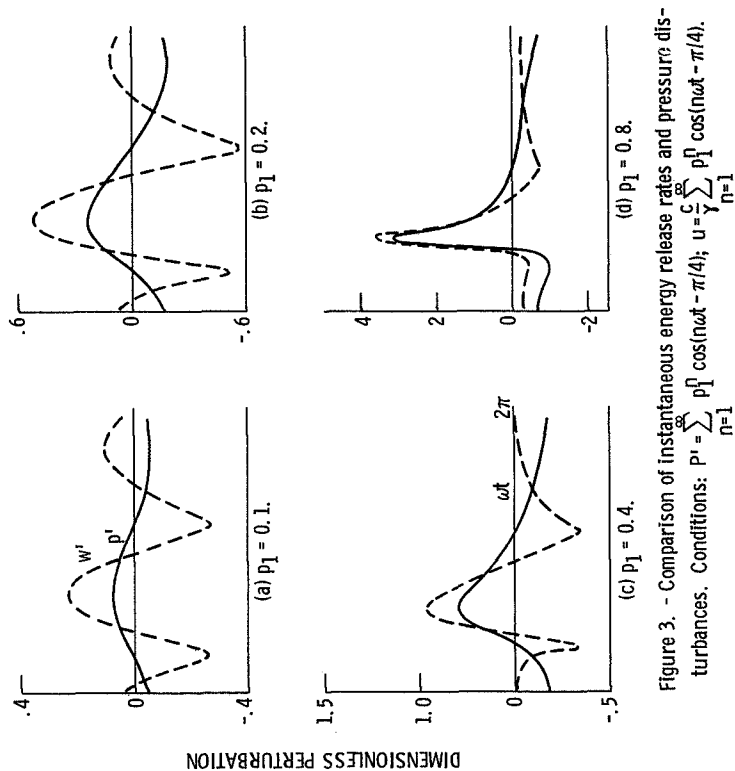 DIMENSIONLESS PERTURBATION
.4
0
-.4
w'
p'
(a) p₁ = 0.1.
.6
0
-.6
(b) p₁ = 0.2.
1.5
1.0
0
-.5
ωt
2π
(c) p₁ = 0.4.
4
2
0
-2
(d) p₁ = 0.8.
Figure 3. - Comparison of instantaneous energy release rates and pressure dis-
turbances. Conditions: P' = ∑_{n=1}^{∞} p₁ⁿ cos(nωt - π/4); u = C/γ ∑_{n=1}^{∞} p₁ⁿ cos(nωt - π/4).